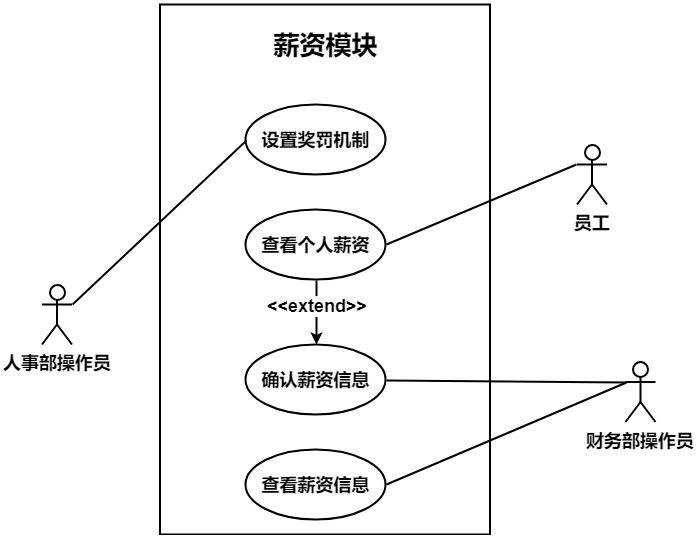 薪资模块
设置奖罚机制
员工
查看个人薪资
<<extend>>
人事部操作员
确认薪资信息
财务部操作员
查看薪资信息